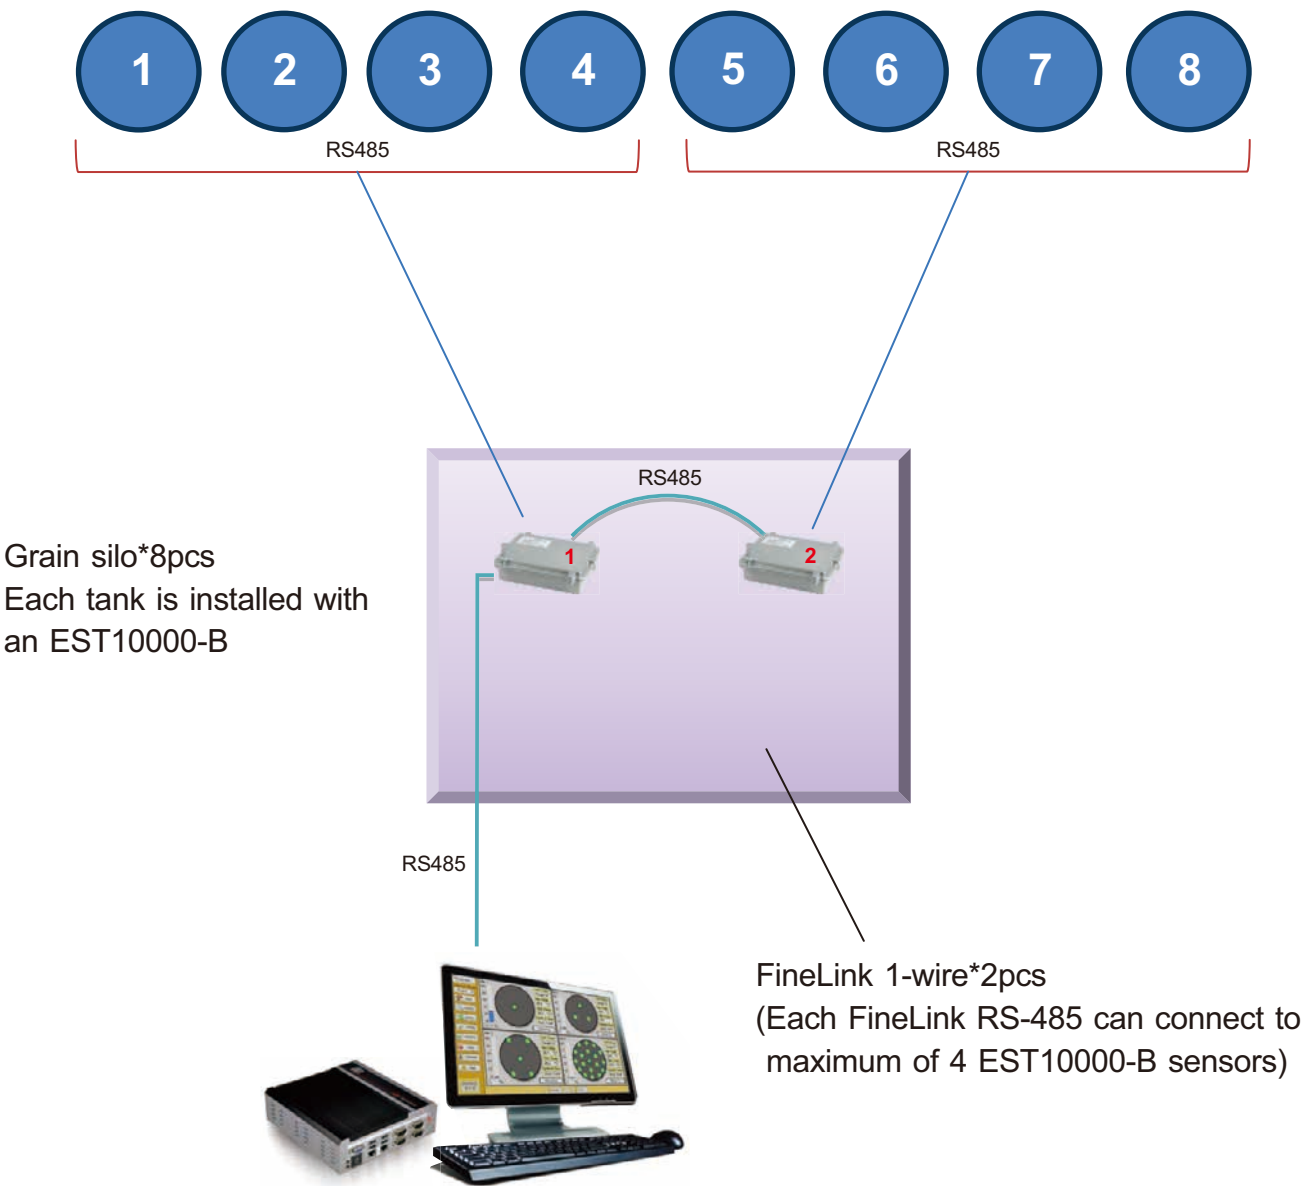 1 2 3 4 5 6 7 8
RS485 RS485
RS485
1 2
Grain silo*8pcs
Each tank is installed with
an EST10000-B
RS485
FineLink 1-wire*2pcs
(Each FineLink RS-485 can connect to
maximum of 4 EST10000-B sensors)